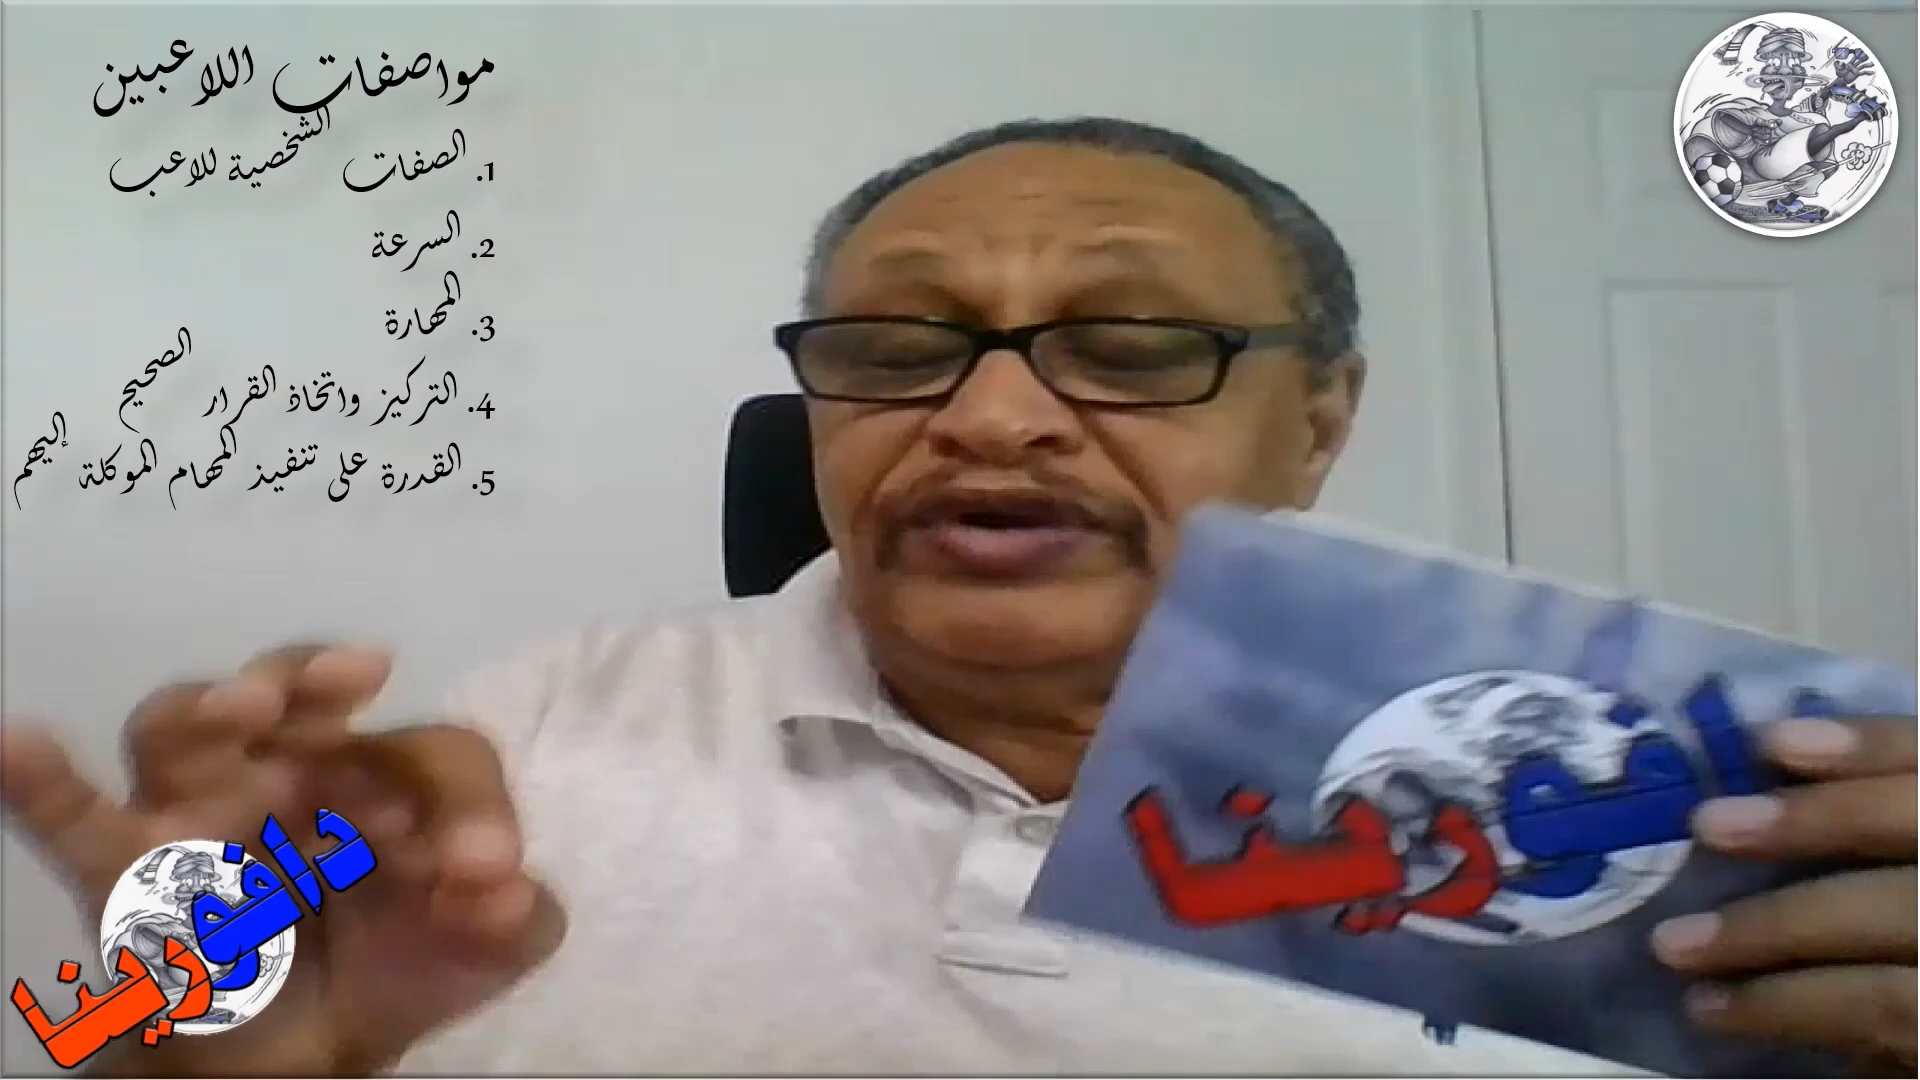 مواصفات اللاعبين
1. الصفات الشخصية للاعب
2. السرعة
3. المهارة
4. التركيز واتخاذ القرار الصحيح
5. القدرة على تنفيذ المهام الموكلة إليهم
دافورينا
دافورينا